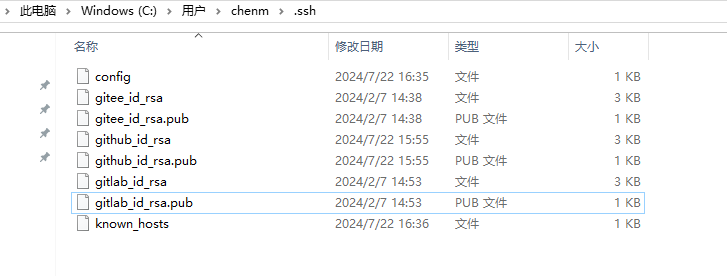 此电脑 > Windows (C:) > 用户 > chenm > .ssh
名称 修改日期 类型 大小
config 2024/7/22 16:35 文件 1 KB
gitee_id_rsa 2024/2/7 14:38 文件 3 KB
gitee_id_rsa.pub 2024/2/7 14:38 PUB 文件 1 KB
github_id_rsa 2024/7/22 15:55 文件 3 KB
github_id_rsa.pub 2024/7/22 15:55 PUB 文件 1 KB
gitlab_id_rsa 2024/2/7 14:53 文件 3 KB
gitlab_id_rsa.pub 2024/2/7 14:53 PUB 文件 1 KB
known_hosts 2024/7/22 16:36 文件 1 KB